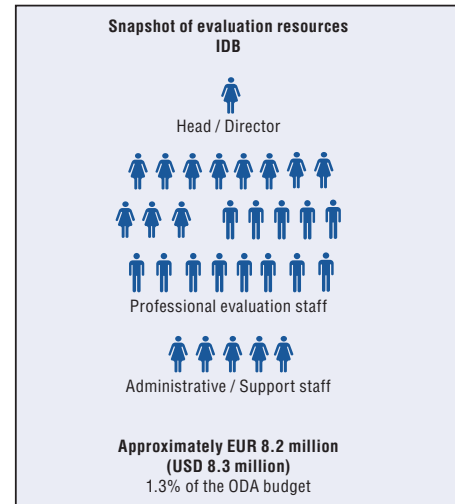 Snapshot of evaluation resources
IDB
Head / Director
Professional evaluation staff
Administrative / Support staff
Approximately EUR 8.2 million
(USD 8.3 million)
1.3% of the ODA budget